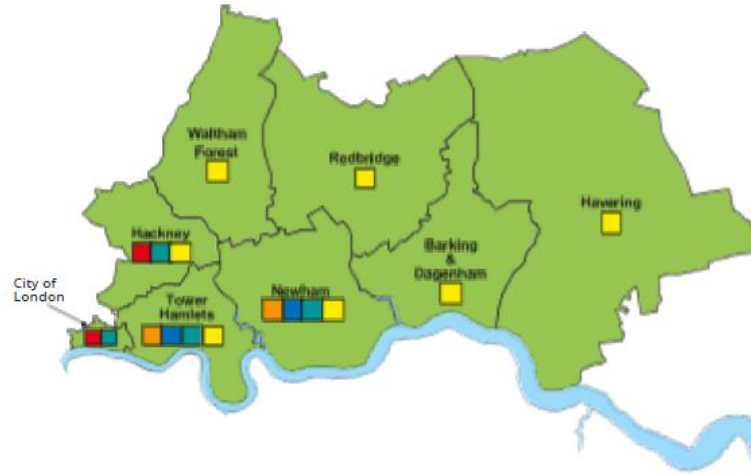 Waltham
Forest
Redbridge
Havering
Hackney
Barking
&
Dagenham
City of
London
Tower
Hamlets
Newham